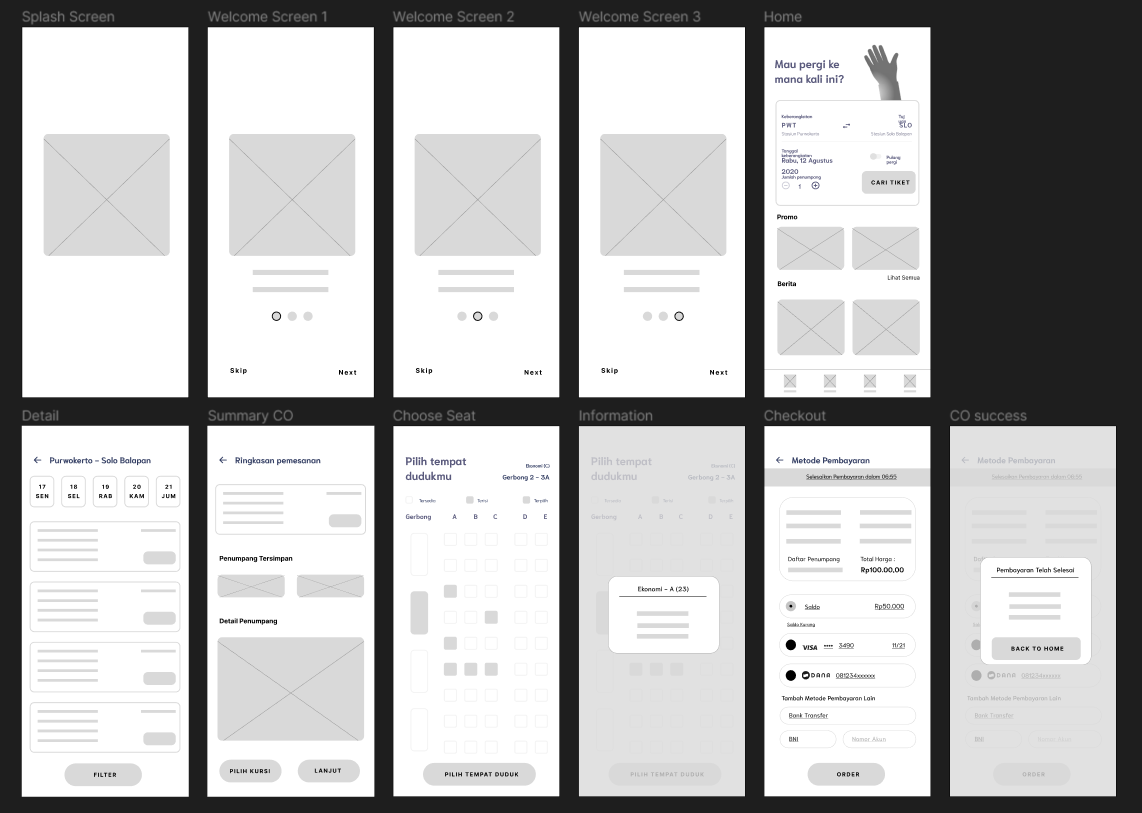 Splash Screen
Welcome Screen 1
Skip
Next
Welcome Screen 2
Skip
Next
Welcome Screen 3
Skip
Next
Home
Mau pergi ke
mana kali ini?
Keberangkatan
Tuj
uan
PWT
SLO
Stasiun Purwokerto
Stasiun Solo Balapan
Tanggal
keberangkatan
Rabu, 12 Agustus
2020
Pulang
pergi
Jumlah penumpang
1
CARI TIKET
Promo
Lihat Semua
Berita
Detail
Purwokerto - Solo Balapan
17 18 19 20 21
SEN SEL RAB KAM JUM
FILTER
Summary CO
Ringkasan pemesanan
Penumpang Tersimpan
Detail Penumpang
PILIH KURSI
LANJUT
Choose Seat
Pilih tempat
dudukmu
Ekonomi (C)
Gerbong 2 - 3A
Tersedia
Terisi
Terpilih
Gerbong A B C D E
PILIH TEMPAT DUDUK
Information
Pilih tempat
dudukmu
Ekonomi (C)
Gerbong 2 - 3A
Tersedia
Terisi
Terpilih
Gerbong A B C D E
Ekonomi - A (23)
PILIH TEMPAT DUDUK
Checkout
Metode Pembayaran
Selesaikan Pembayaran dalam 06:55
Daftar Penumpang
Total Harga :
Rp100.00,00
Saldo
Rp50.000
Saldo Kurang
VISA •••• 3490 11/21
DANA 081234xxxxxx
Tambah Metode Pembayaran Lain
Bank Transfer
BNI
Nomor Akun
ORDER
CO success
Metode Pembayaran
Selesaikan Pembayaran dalam 06:55
Pembayaran Telah Selesai
BACK TO HOME
DANA 081234xxxxxx
Tambah Metode Pembayaran Lain
Bank Transfer
BNI
Nomor Akun
ORDER